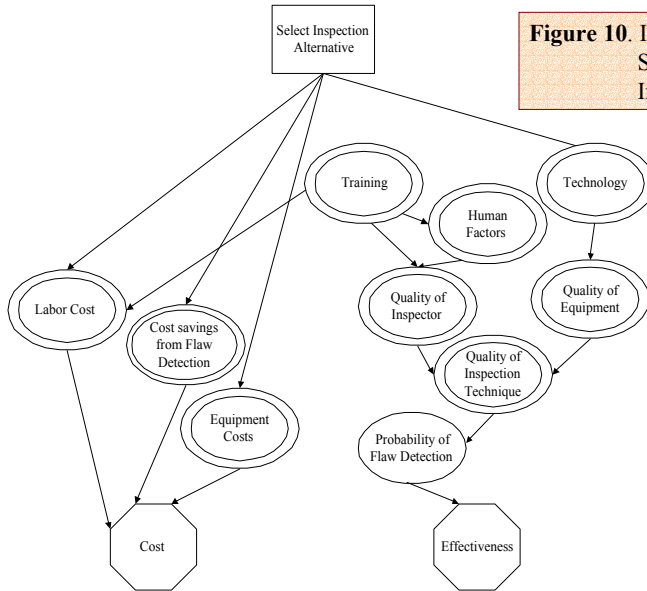 Select Inspection
Alternative
Figure 10. I
S
Training
Technology
Human
Factors
Labor Cost
Quality of
Inspector
Quality of
Equipment
Cost savings
from Flaw
Detection
Quality of
Inspection
Technique
Equipment
Costs
Probability of
Flaw Detection
Cost
Effectiveness